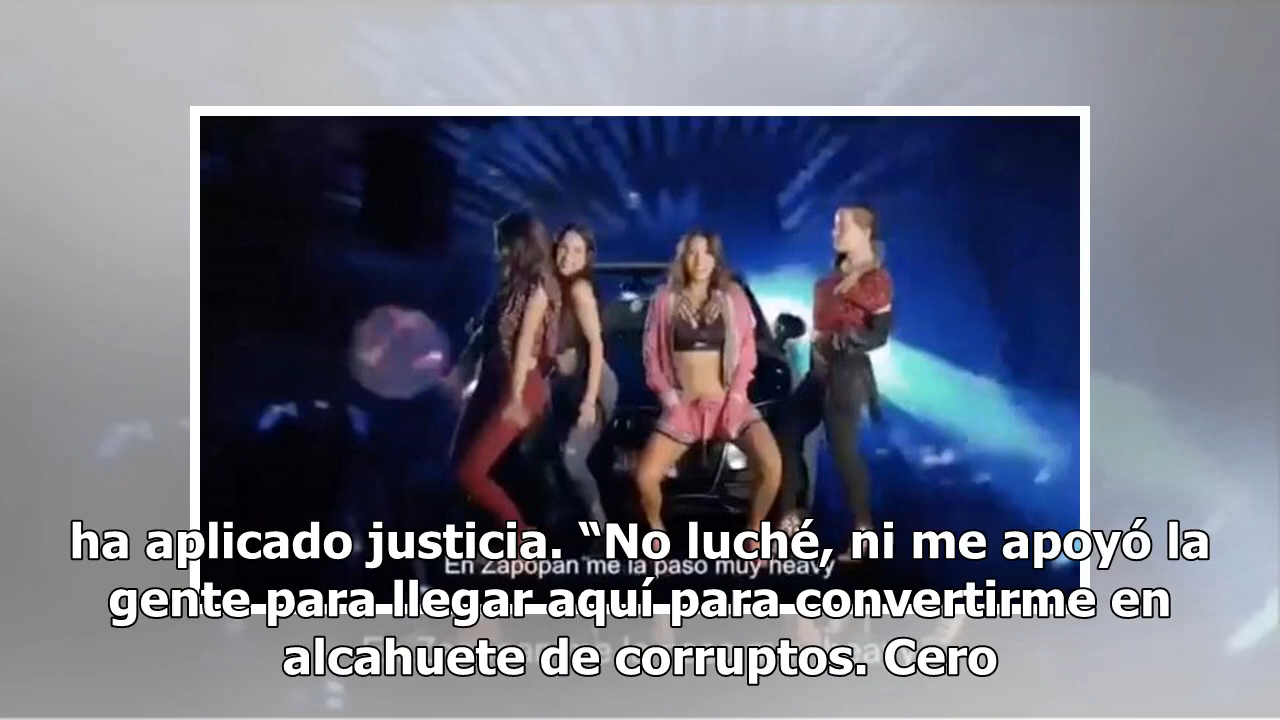 ha aplicado justicia. “No luché, ni me apoyó la
En Zapopan me la paso muy heavy
gente para llegar aquí para convertirme en
alcahuete de corruptos. Cero